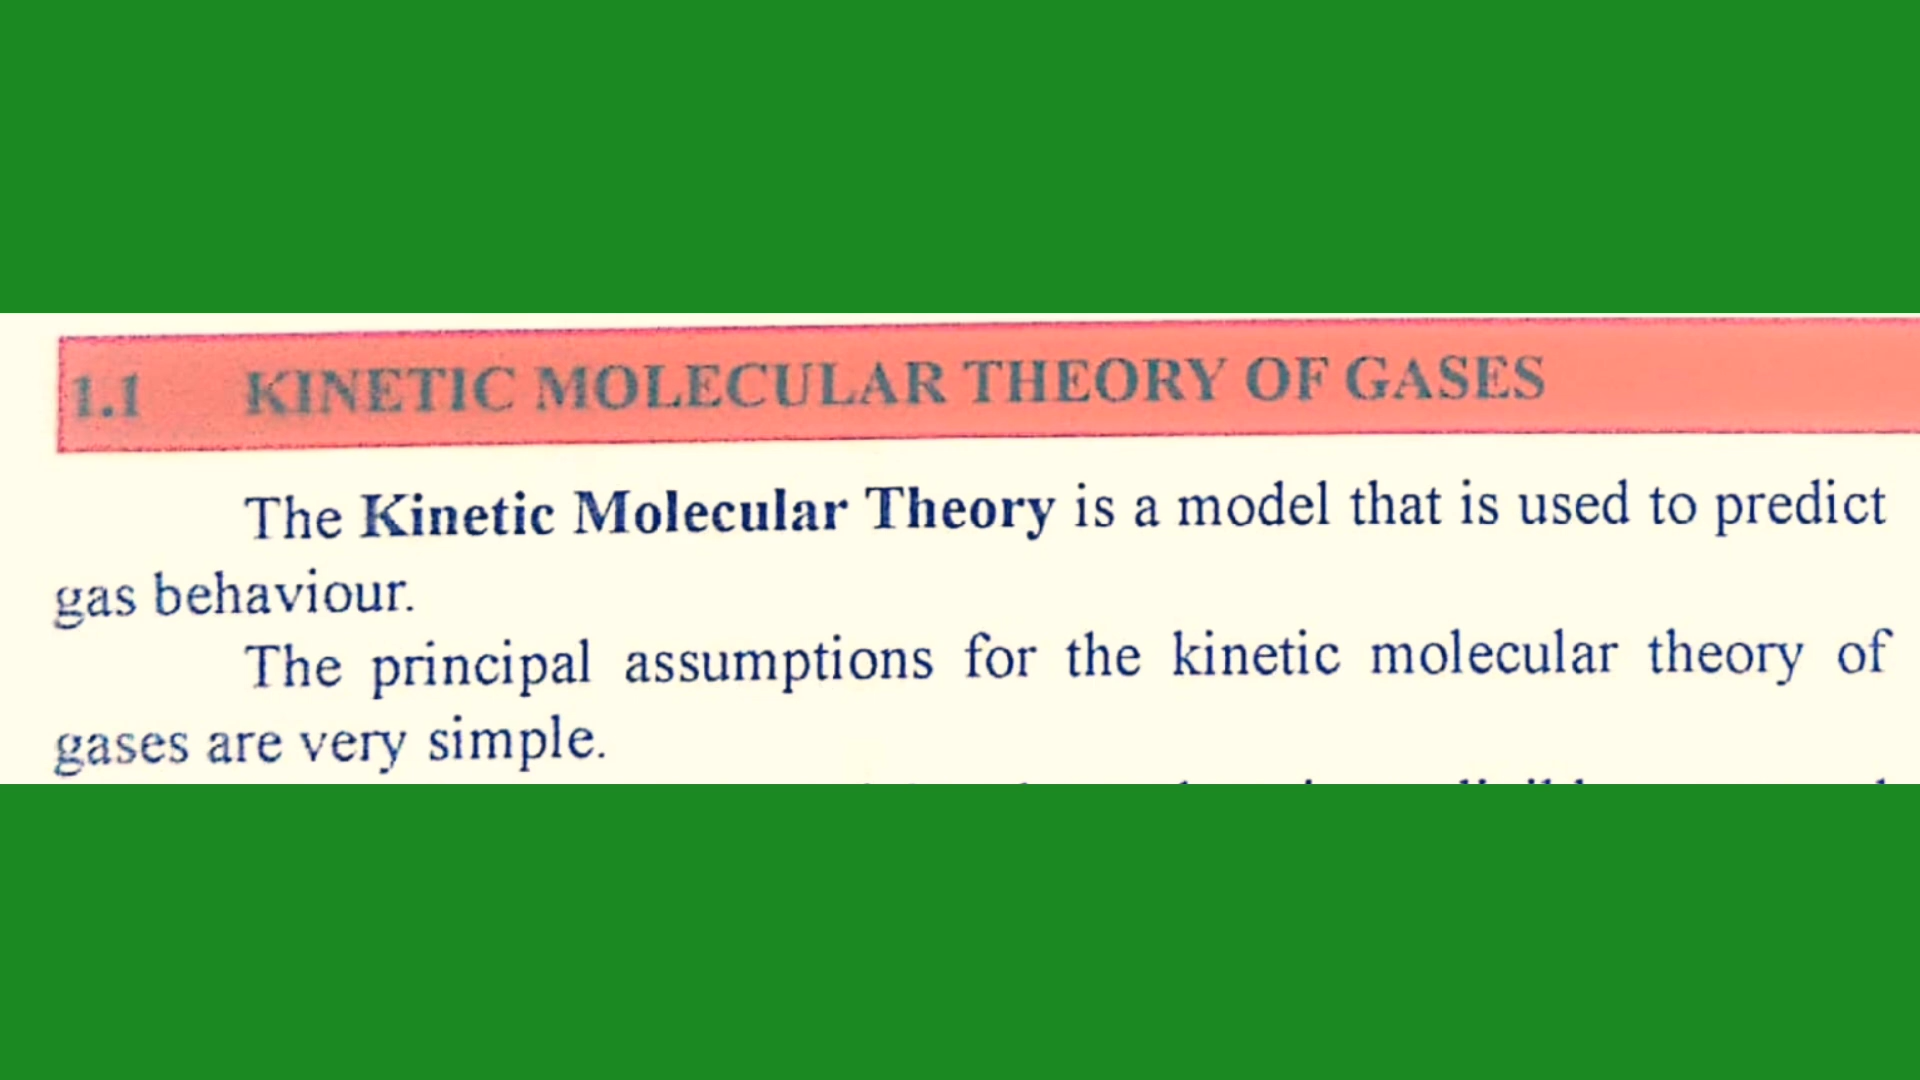 1.1 KINETIC MOLECULAR THEORY OF GASES
The Kinetic Molecular Theory is a model that is used to predict
gas behaviour.
The principal assumptions for the kinetic molecular theory of
gases are very simple.